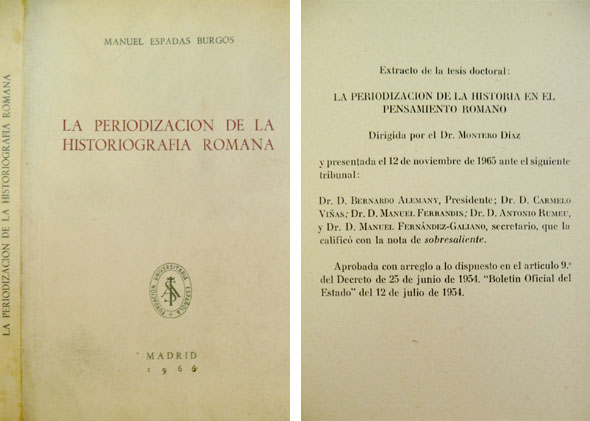 LA PERIODIZACION DE LA HISTORIOGRAFIA ROMANA
MANUEL ESPADAS BURGOS
LA PERIODIZACION DE LA
HISTORIOGRAFIA ROMANA
FUNDACION UNIVERSITARIA ESPAÑOLA
MADRID
1966
Extracto de la tesis doctoral:
LA PERIODIZACION DE LA HISTORIA EN EL
PENSAMIENTO ROMANO
Dirigida por el Dr. MONTERO DÍAZ
y presentada el 12 de noviembre de 1965 ante el siguiente
tribunal:
Dr. D. BERNARDO ALEMANY, Presidente; Dr. D. CARMELO
VIÑAS; Dr. D. MANUEL FERRANDIS; Dr. D. ANTONIO RUMEU,
y Dr. D. MANUEL FERNÁNDEZ-GALIANO, secretario, que la
calificó con la nota de sobresaliente.
Aprobada con arreglo a lo dispuesto en el artículo 9.º
del Decreto de 25 de junio de 1954. "Boletín Oficial del
Estado" del 12 de julio de 1954.